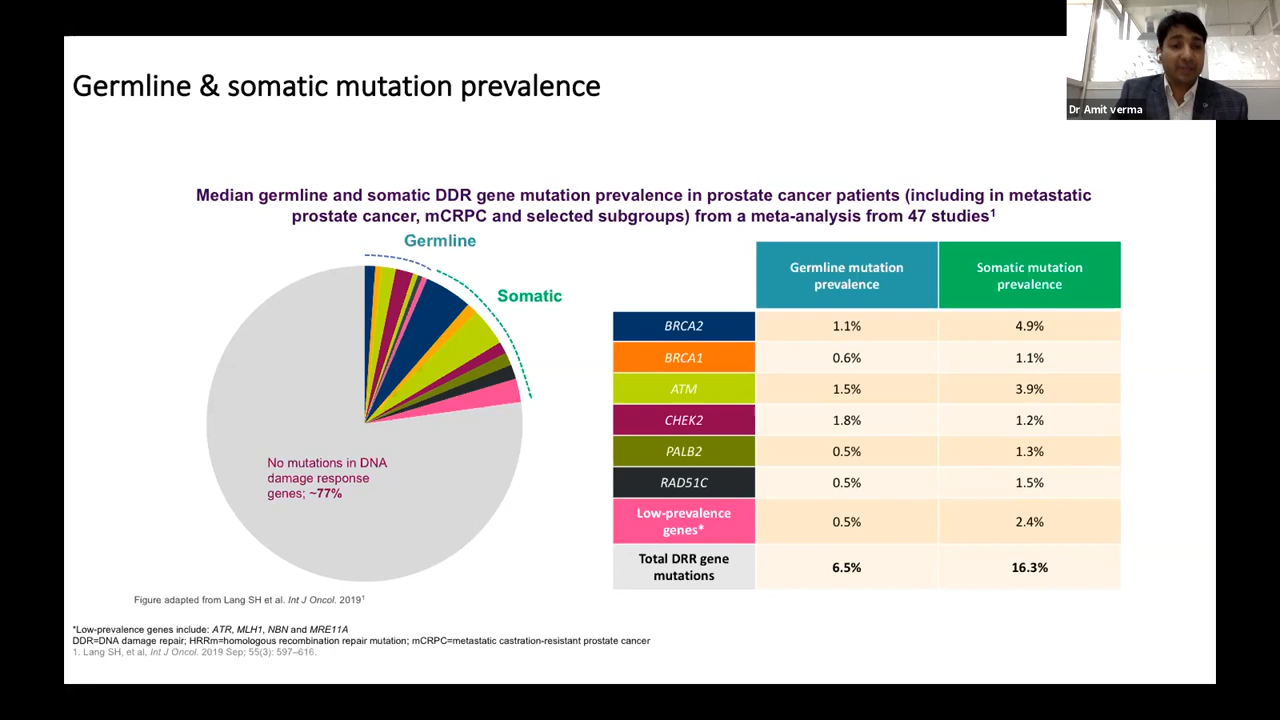 Germline & somatic mutation prevalence
Dr Amit verma
Median germline and somatic DDR gene mutation prevalence in prostate cancer patients (including in metastatic
prostate cancer, mCRPC and selected subgroups) from a meta-analysis from 47 studies¹
Germline
Somatic
No mutations in DNA
damage response
genes; ~77%
Figure adapted from Lang SH et al. Int J Oncol. 2019¹
Germline mutation
prevalence
Somatic mutation
prevalence
BRCA2 1.1% 4.9%
BRCA1 0.6% 1.1%
ATM 1.5% 3.9%
CHEK2 1.8% 1.2%
PALB2 0.5% 1.3%
RAD51C 0.5% 1.5%
Low-prevalence
genes* 0.5% 2.4%
Total DRR gene
mutations 6.5% 16.3%
*Low-prevalence genes include: ATR, MLH1, NBN and MRE11A
DDR=DNA damage repair; HRRm=homologous recombination repair mutation; mCRPC=metastatic castration-resistant prostate cancer
1. Lang SH, et al, Int J Oncol. 2019 Sep; 55(3): 597–616.